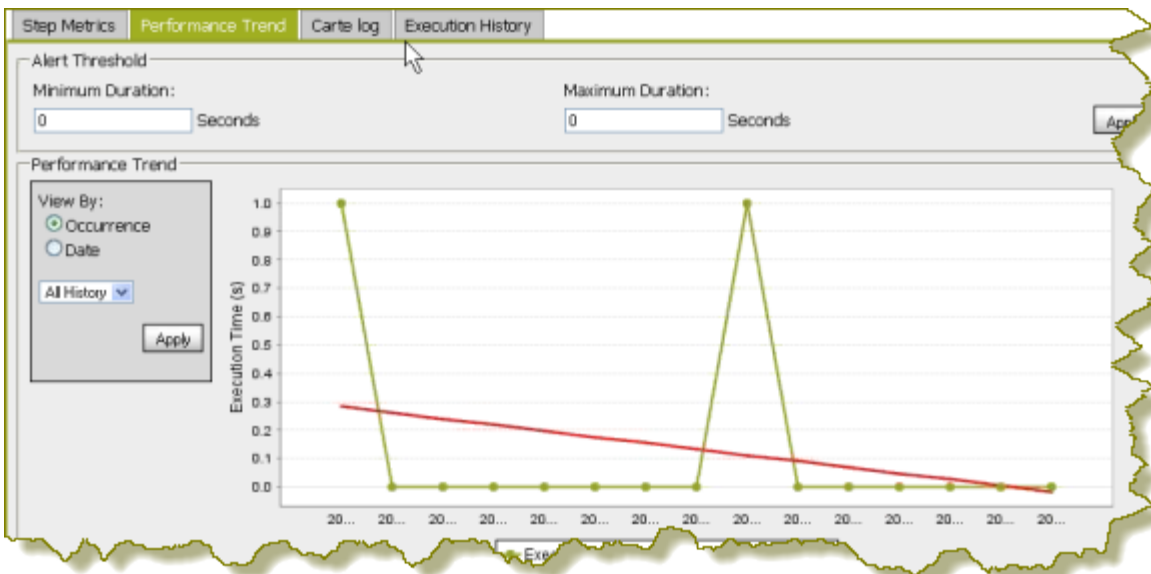 Step Metrics Performance Trend Carte log Execution History
Alert Threshold
Minimum Duration: Maximum Duration:
0 Seconds 0 Seconds
Performance Trend
View By:
Occurrence
Date
All History
Apply
Execution Time (s)
1.0
0.9
0.8
0.7
0.6
0.5
0.4
0.3
0.2
0.1
0.0
20... 20... 20... 20... 20... 20... 20... 20... 20... 20... 20... 20... 20... 20... 20...